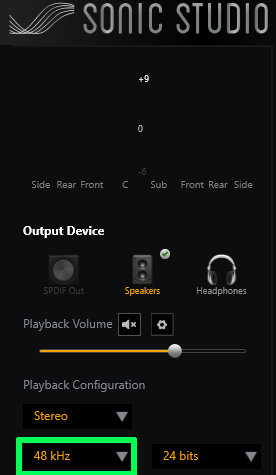 SONIC STUDIO
+9
0
-6
Side Rear Front C Sub Front Rear Side
Output Device
SPDIF Out Speakers Headphones
Playback Volume
Playback Configuration
Stereo
48 kHz 24 bits